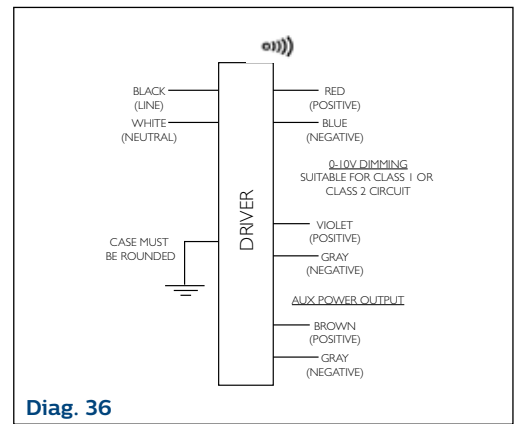 BLACK
(LINE)
WHITE
(NEUTRAL)
CASE MUST
BE ROUNDED
DRIVER
RED
(POSITIVE)
BLUE
(NEGATIVE)
0-10V DIMMING
SUITABLE FOR CLASS 1 OR
CLASS 2 CIRCUIT
VIOLET
(POSITIVE)
GRAY
(NEGATIVE)
AUX POWER OUTPUT
BROWN
(POSITIVE)
GRAY
(NEGATIVE)
Diag. 36